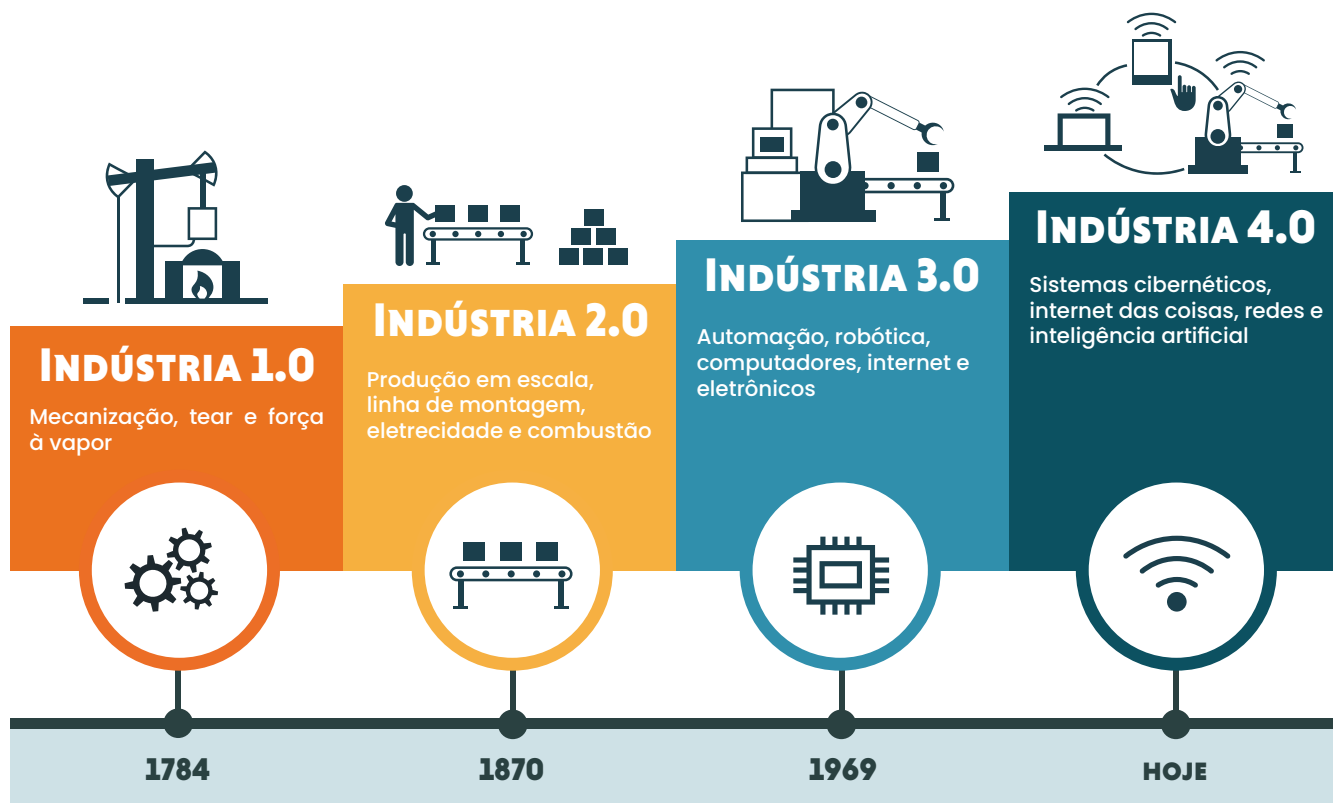 INDÚSTRIA 1.0
Mecanização, tear e força
à vapor
INDÚSTRIA 2.0
Produção em escala,
linha de montagem,
eletrecidade e combustão
INDÚSTRIA 3.0
Automação, robótica,
computadores, internet e
eletrônicos
INDÚSTRIA 4.0
Sistemas cibernéticos,
internet das coisas, redes e
inteligência artificial
1784
1870
1969
HOJE